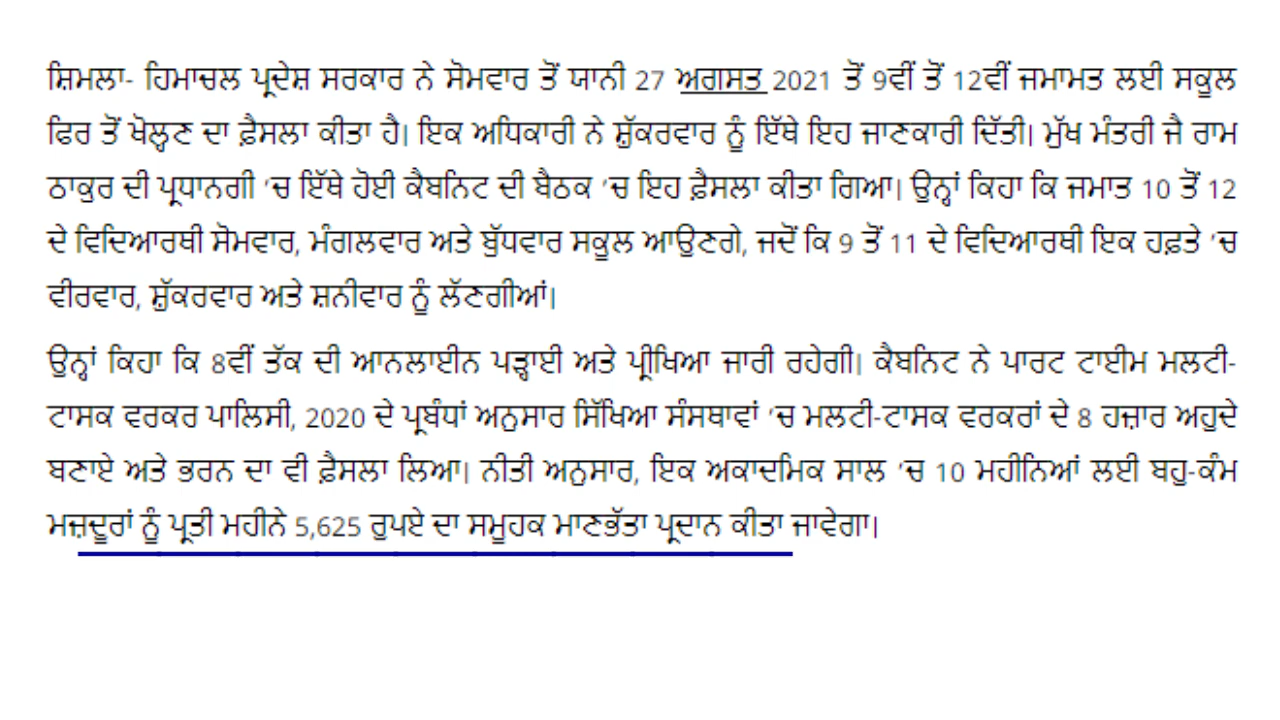 ਸ਼ਿਮਲਾ- ਹਿਮਾਚਲ ਪ੍ਰਦੇਸ਼ ਸਰਕਾਰ ਨੇ ਸੋਮਵਾਰ ਤੋਂ ਯਾਨੀ 27 ਅਗਸਤ 2021 ਤੋਂ 9ਵੀਂ ਤੋਂ 12ਵੀਂ ਜਮਾਮਤ ਲਈ ਸਕੂਲ
ਫਿਰ ਤੋਂ ਖੋਲ੍ਹਣ ਦਾ ਫ਼ੈਸਲਾ ਕੀਤਾ ਹੈ। ਇਕ ਅਧਿਕਾਰੀ ਨੇ ਸ਼ੁੱਕਰਵਾਰ ਨੂੰ ਇੱਥੇ ਇਹ ਜਾਣਕਾਰੀ ਦਿੱਤੀ। ਮੁੱਖ ਮੰਤਰੀ ਜੈ ਰਾਮ
ਠਾਕੁਰ ਦੀ ਪ੍ਰਧਾਨਗੀ ’ਚ ਇੱਥੇ ਹੋਈ ਕੈਬਨਿਟ ਦੀ ਬੈਠਕ ’ਚ ਇਹ ਫ਼ੈਸਲਾ ਕੀਤਾ ਗਿਆ। ਉਨ੍ਹਾਂ ਕਿਹਾ ਕਿ ਜਮਾਤ 10 ਤੋਂ 12
ਦੇ ਵਿਦਿਆਰਥੀ ਸੋਮਵਾਰ, ਮੰਗਲਵਾਰ ਅਤੇ ਬੁੱਧਵਾਰ ਸਕੂਲ ਆਉਣਗੇ, ਜਦੋਂ ਕਿ 9 ਤੋਂ 11 ਦੇ ਵਿਦਿਆਰਥੀ ਇਕ ਹਫ਼ਤੇ ’ਚ
ਵੀਰਵਾਰ, ਸ਼ੁੱਕਰਵਾਰ ਅਤੇ ਸ਼ਨੀਵਾਰ ਨੂੰ ਲੱਣਗੀਆਂ।
ਉਨ੍ਹਾਂ ਕਿਹਾ ਕਿ 8ਵੀਂ ਤੱਕ ਦੀ ਆਨਲਾਈਨ ਪੜ੍ਹਾਈ ਅਤੇ ਪ੍ਰੀਖਿਆ ਜਾਰੀ ਰਹੇਗੀ। ਕੈਬਨਿਟ ਨੇ ਪਾਰਟ ਟਾਈਮ ਮਲਟੀ-
ਟਾਸਕ ਵਰਕਰ ਪਾਲਿਸੀ, 2020 ਦੇ ਪ੍ਰਬੰਧਾਂ ਅਨੁਸਾਰ ਸਿੱਖਿਆ ਸੰਸਥਾਵਾਂ ’ਚ ਮਲਟੀ-ਟਾਸਕ ਵਰਕਰਾਂ ਦੇ 8 ਹਜ਼ਾਰ ਅਹੁਦੇ
ਬਣਾਏ ਅਤੇ ਭਰਨ ਦਾ ਵੀ ਫ਼ੈਸਲਾ ਲਿਆ। ਨੀਤੀ ਅਨੁਸਾਰ, ਇਕ ਅਕਾਦਮਿਕ ਸਾਲ ’ਚ 10 ਮਹੀਨਿਆਂ ਲਈ ਬਹੁ-ਕੰਮ
ਮਜ਼ਦੂਰਾਂ ਨੂੰ ਪ੍ਰਤੀ ਮਹੀਨੇ 5,625 ਰੁਪਏ ਦਾ ਸਮੂਹਕ ਮਾਣਭੱਤਾ ਪ੍ਰਦਾਨ ਕੀਤਾ ਜਾਵੇਗਾ।